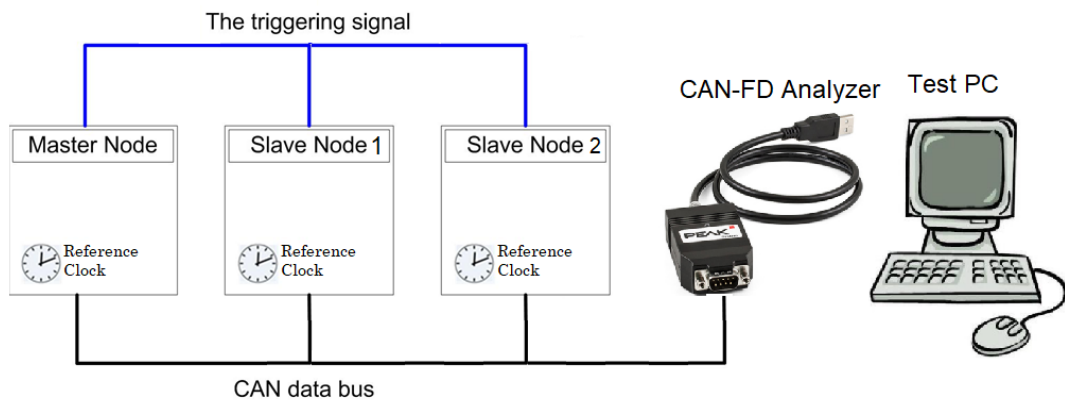 The triggering signal
CAN-FD Analyzer
Test PC
Master Node
Slave Node 1
Slave Node 2
PEAK
Reference
Clock
Reference
Clock
Reference
Clock
CAN data bus